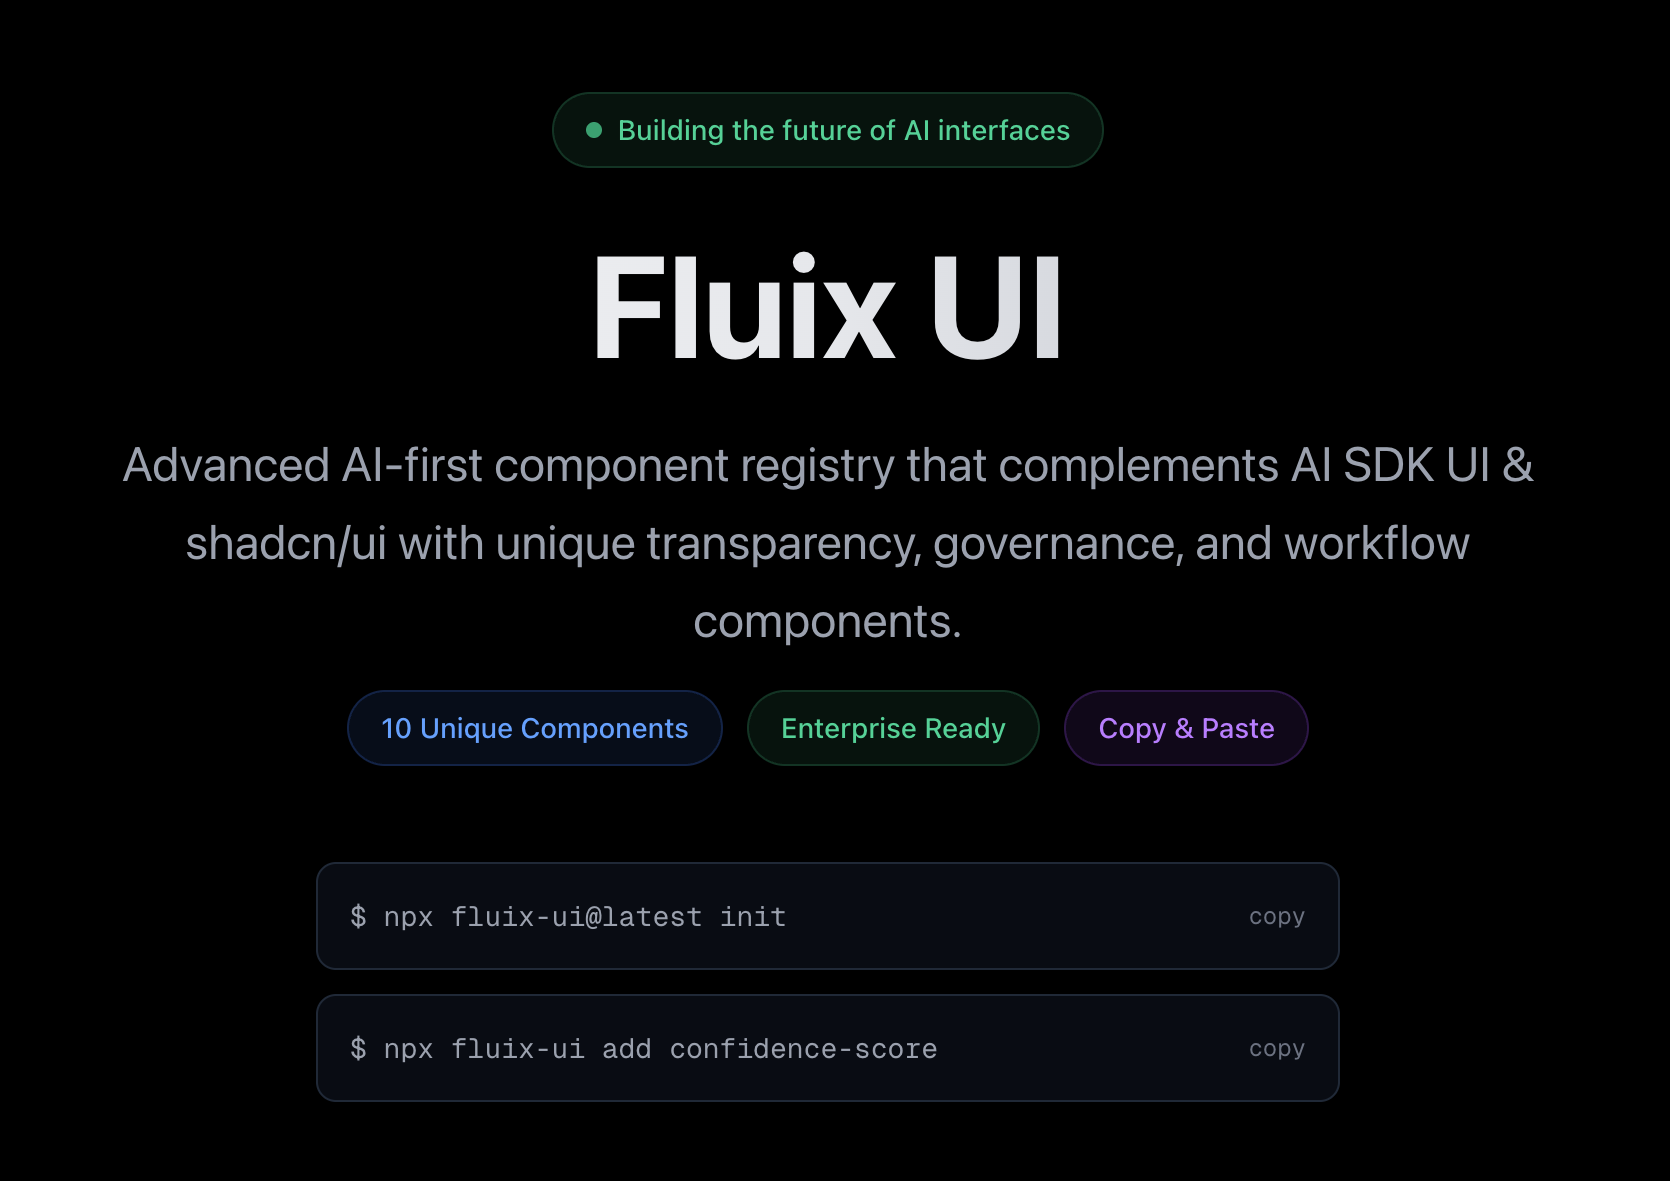 Building the future of AI interfaces
Fluix UI
Advanced AI-first component registry that complements AI SDK UI &
shadcn/ui with unique transparency, governance, and workflow
components.
10 Unique Components
Enterprise Ready
Copy & Paste
$ npx fluix-ui@latest init
copy
$ npx fluix-ui add confidence-score
copy